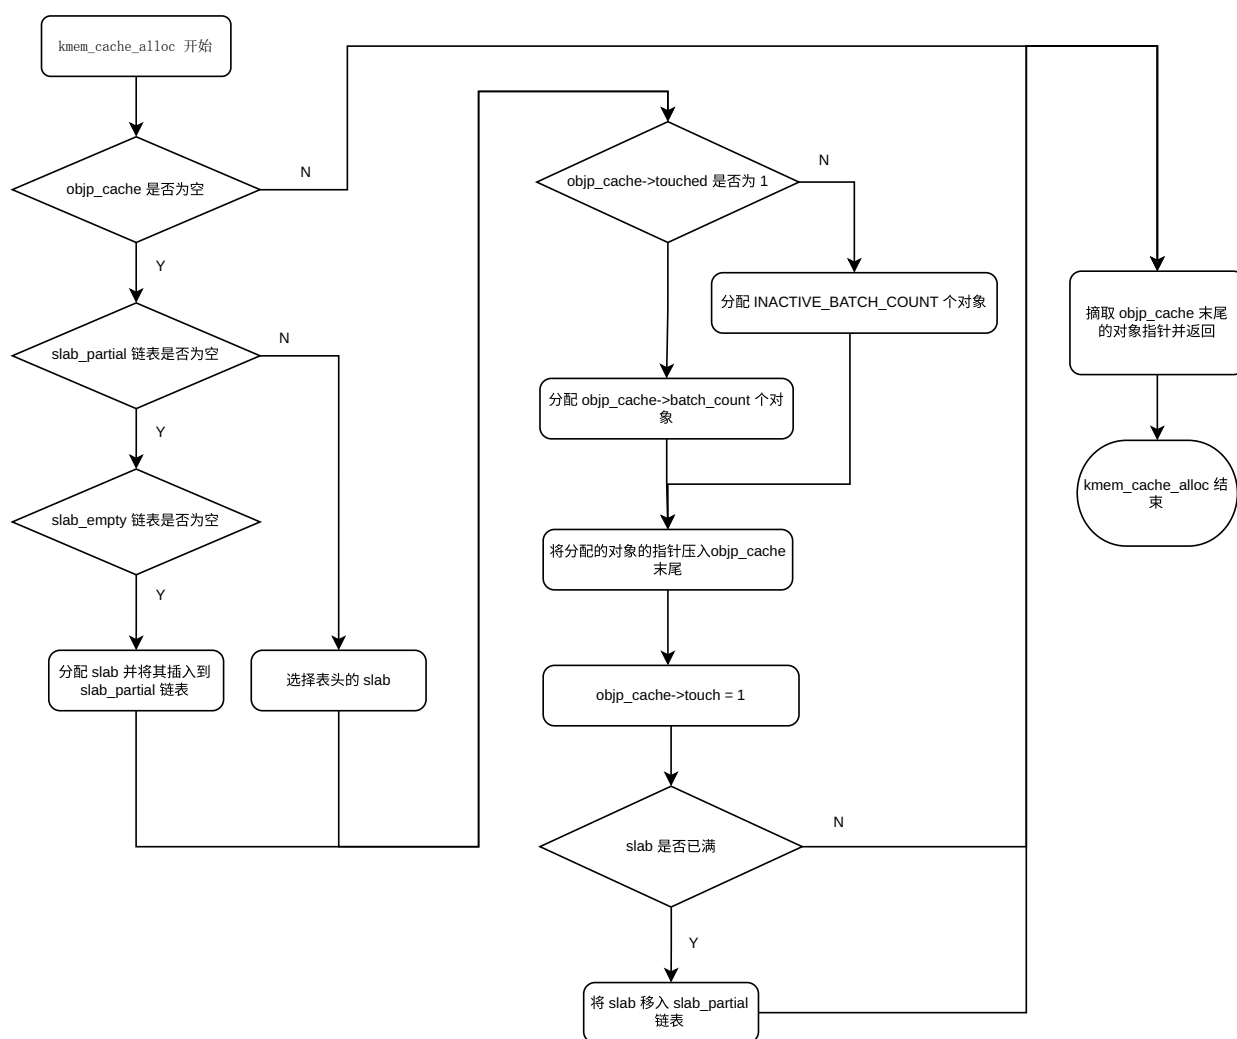 kmem_cache_alloc 开始
objp_cache 是否为空
N
Y
slab_partial 链表是否为空
N
Y
slab_empty 链表是否为空
Y
分配 slab 并将其插入到
slab_partial 链表
选择表头的 slab
objp_cache->touched 是否为 1
N
分配 INACTIVE_BATCH_COUNT 个对象
分配 objp_cache->batch_count 个对
象
将分配的对象的指针压入objp_cache
末尾
objp_cache->touch = 1
slab 是否已满
N
Y
将 slab 移入 slab_partial
链表
摘取 objp_cache 末尾
的对象指针并返回
kmem_cache_alloc 结
束